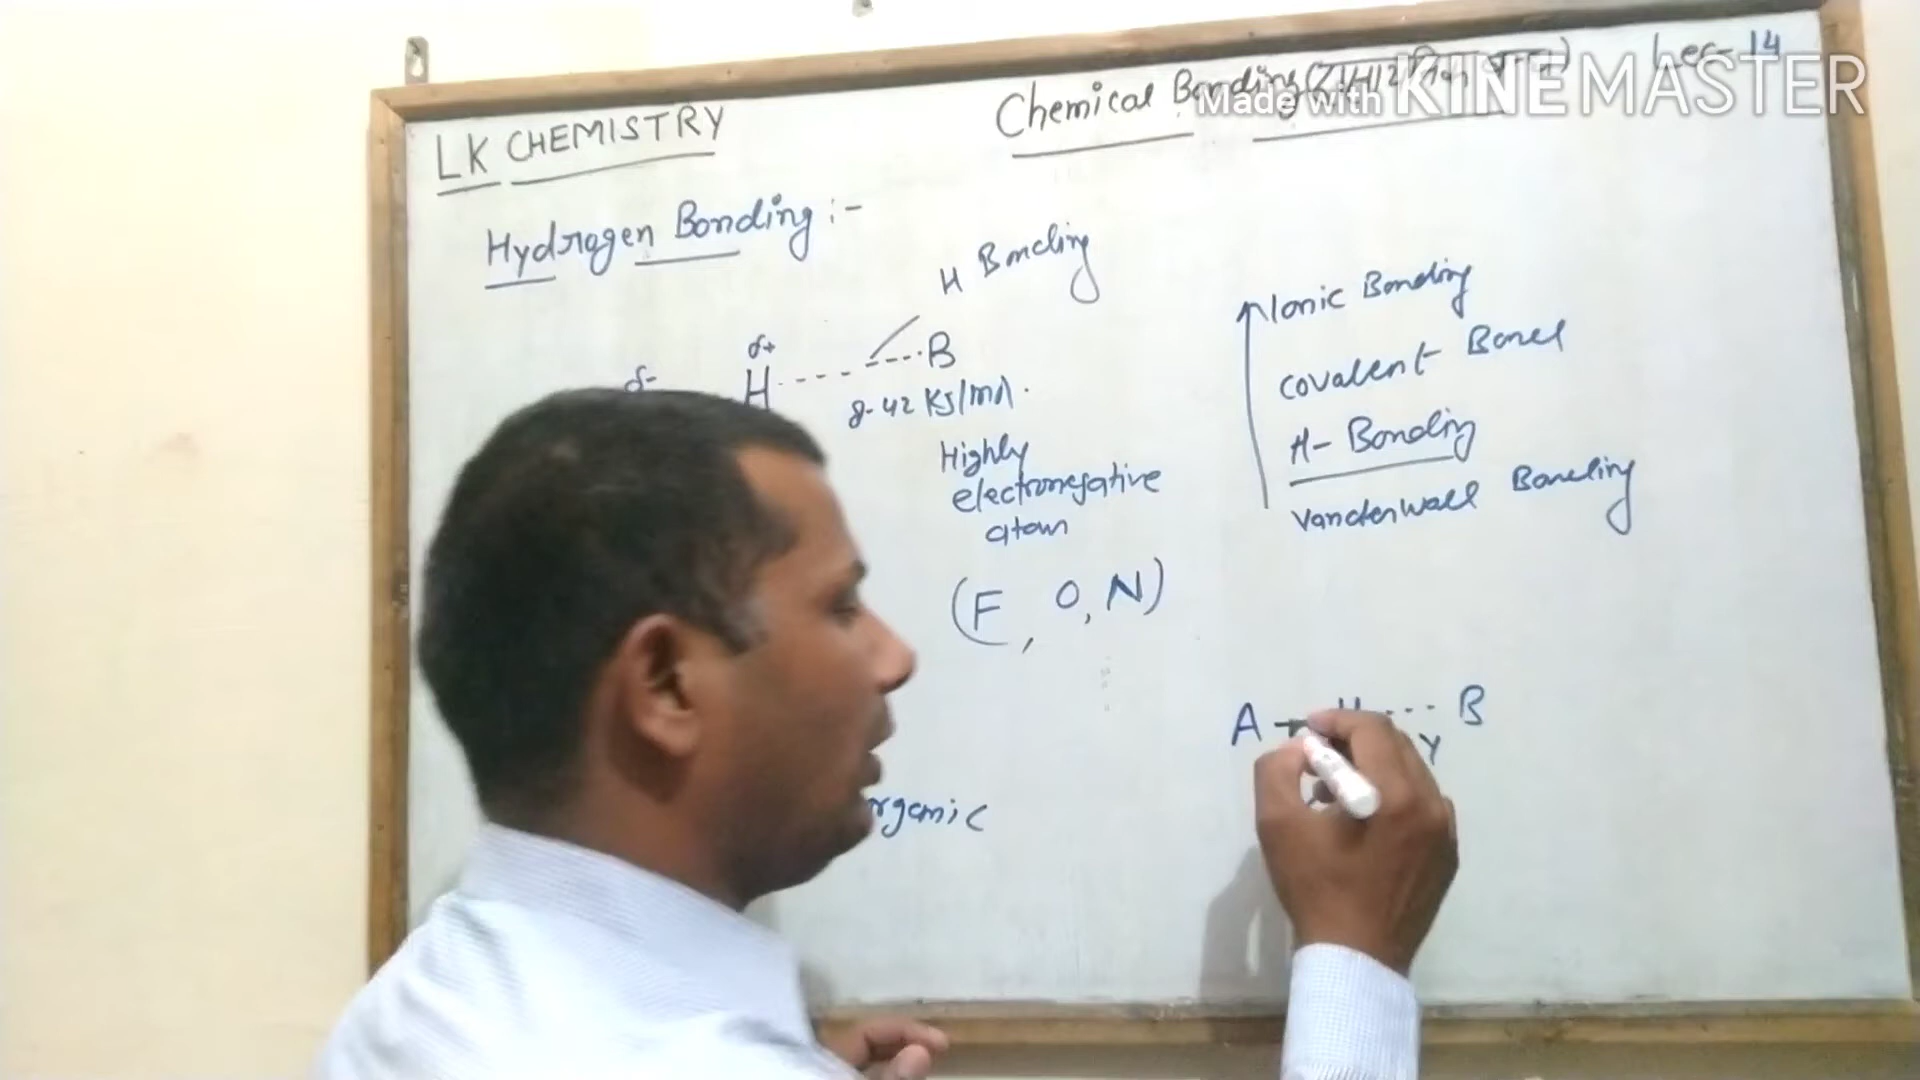 LK CHEMISTRY
Chemical Bonding
Lec-14
Made with KINEMASTER
Hydrogen Bonding :-
H Bonding
δ-
δ+
H ---- B
8-42 KJ/mol.
Highly
electronegative
atom
(F, O, N)
Ionic Bonding
covalent Bond
H- Bonding
Vanderwall Bonding
A - H --- B
Y
rganic